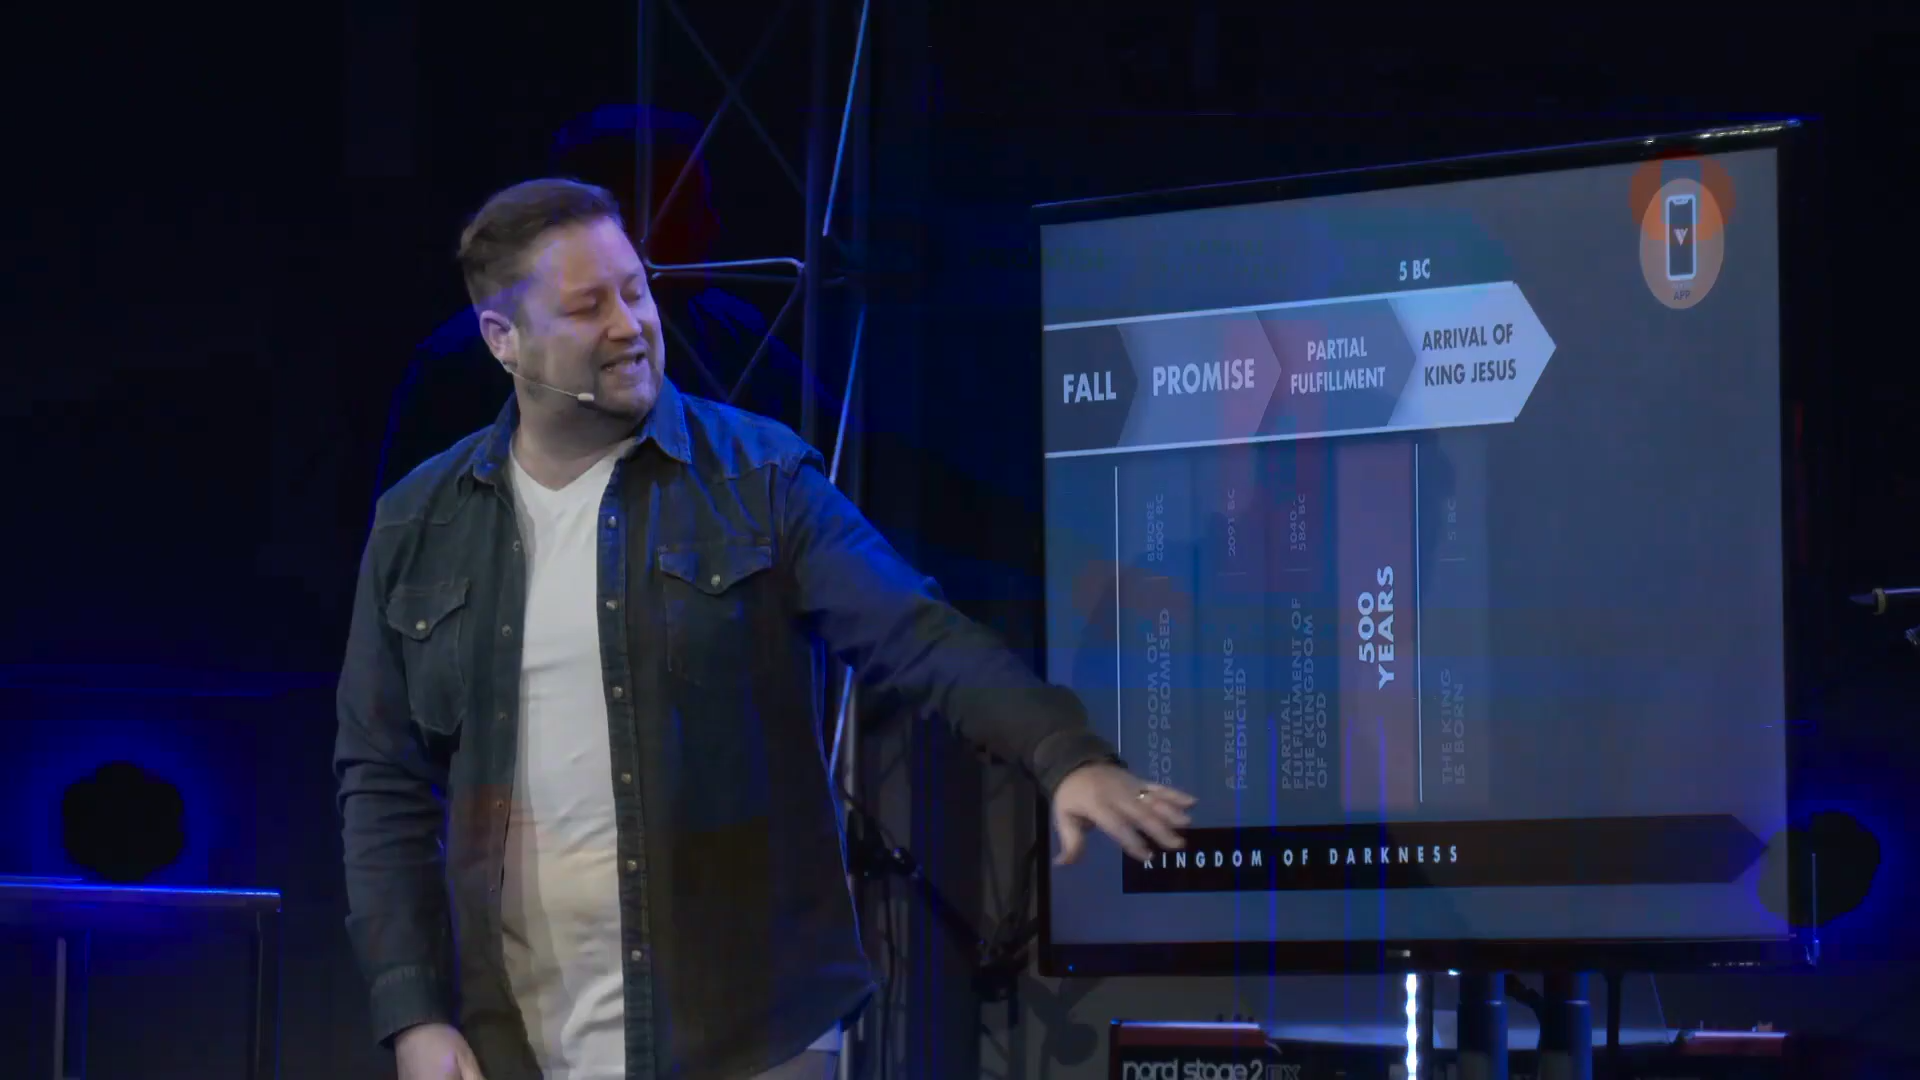 5 BC
FALL
PROMISE
PARTIAL
FULFILLMENT
ARRIVAL OF
KING JESUS
APP
BEFORE
4000 BC
2091 BC
1040-
586 BC
5 BC
KINGDOM OF
GOD PROMISED
A TRUE KING
PREDICTED
PARTIAL
FULFILLMENT OF
THE KINGDOM
OF GOD
500
YEARS
THE KING
IS BORN
KINGDOM OF DARKNESS
nord stage 2 EX